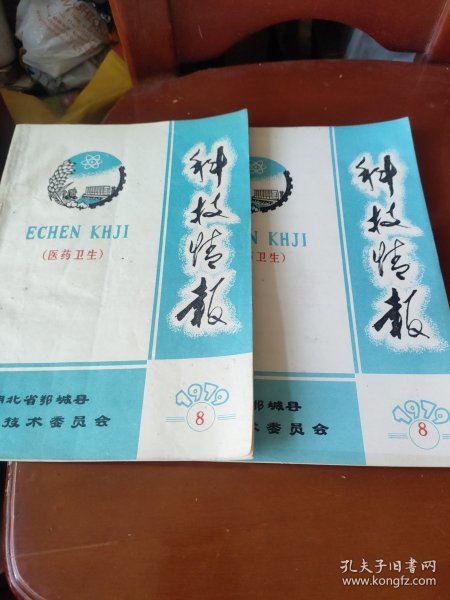 ECHEN KHJI
(医药卫生)
科技情报
湖北省鄂城县
技术委员会
1979
8
N KHJI
卫生)
科技情报
鄂城县
术委员会
1979
8
孔夫子旧书网
www.kongfz.com